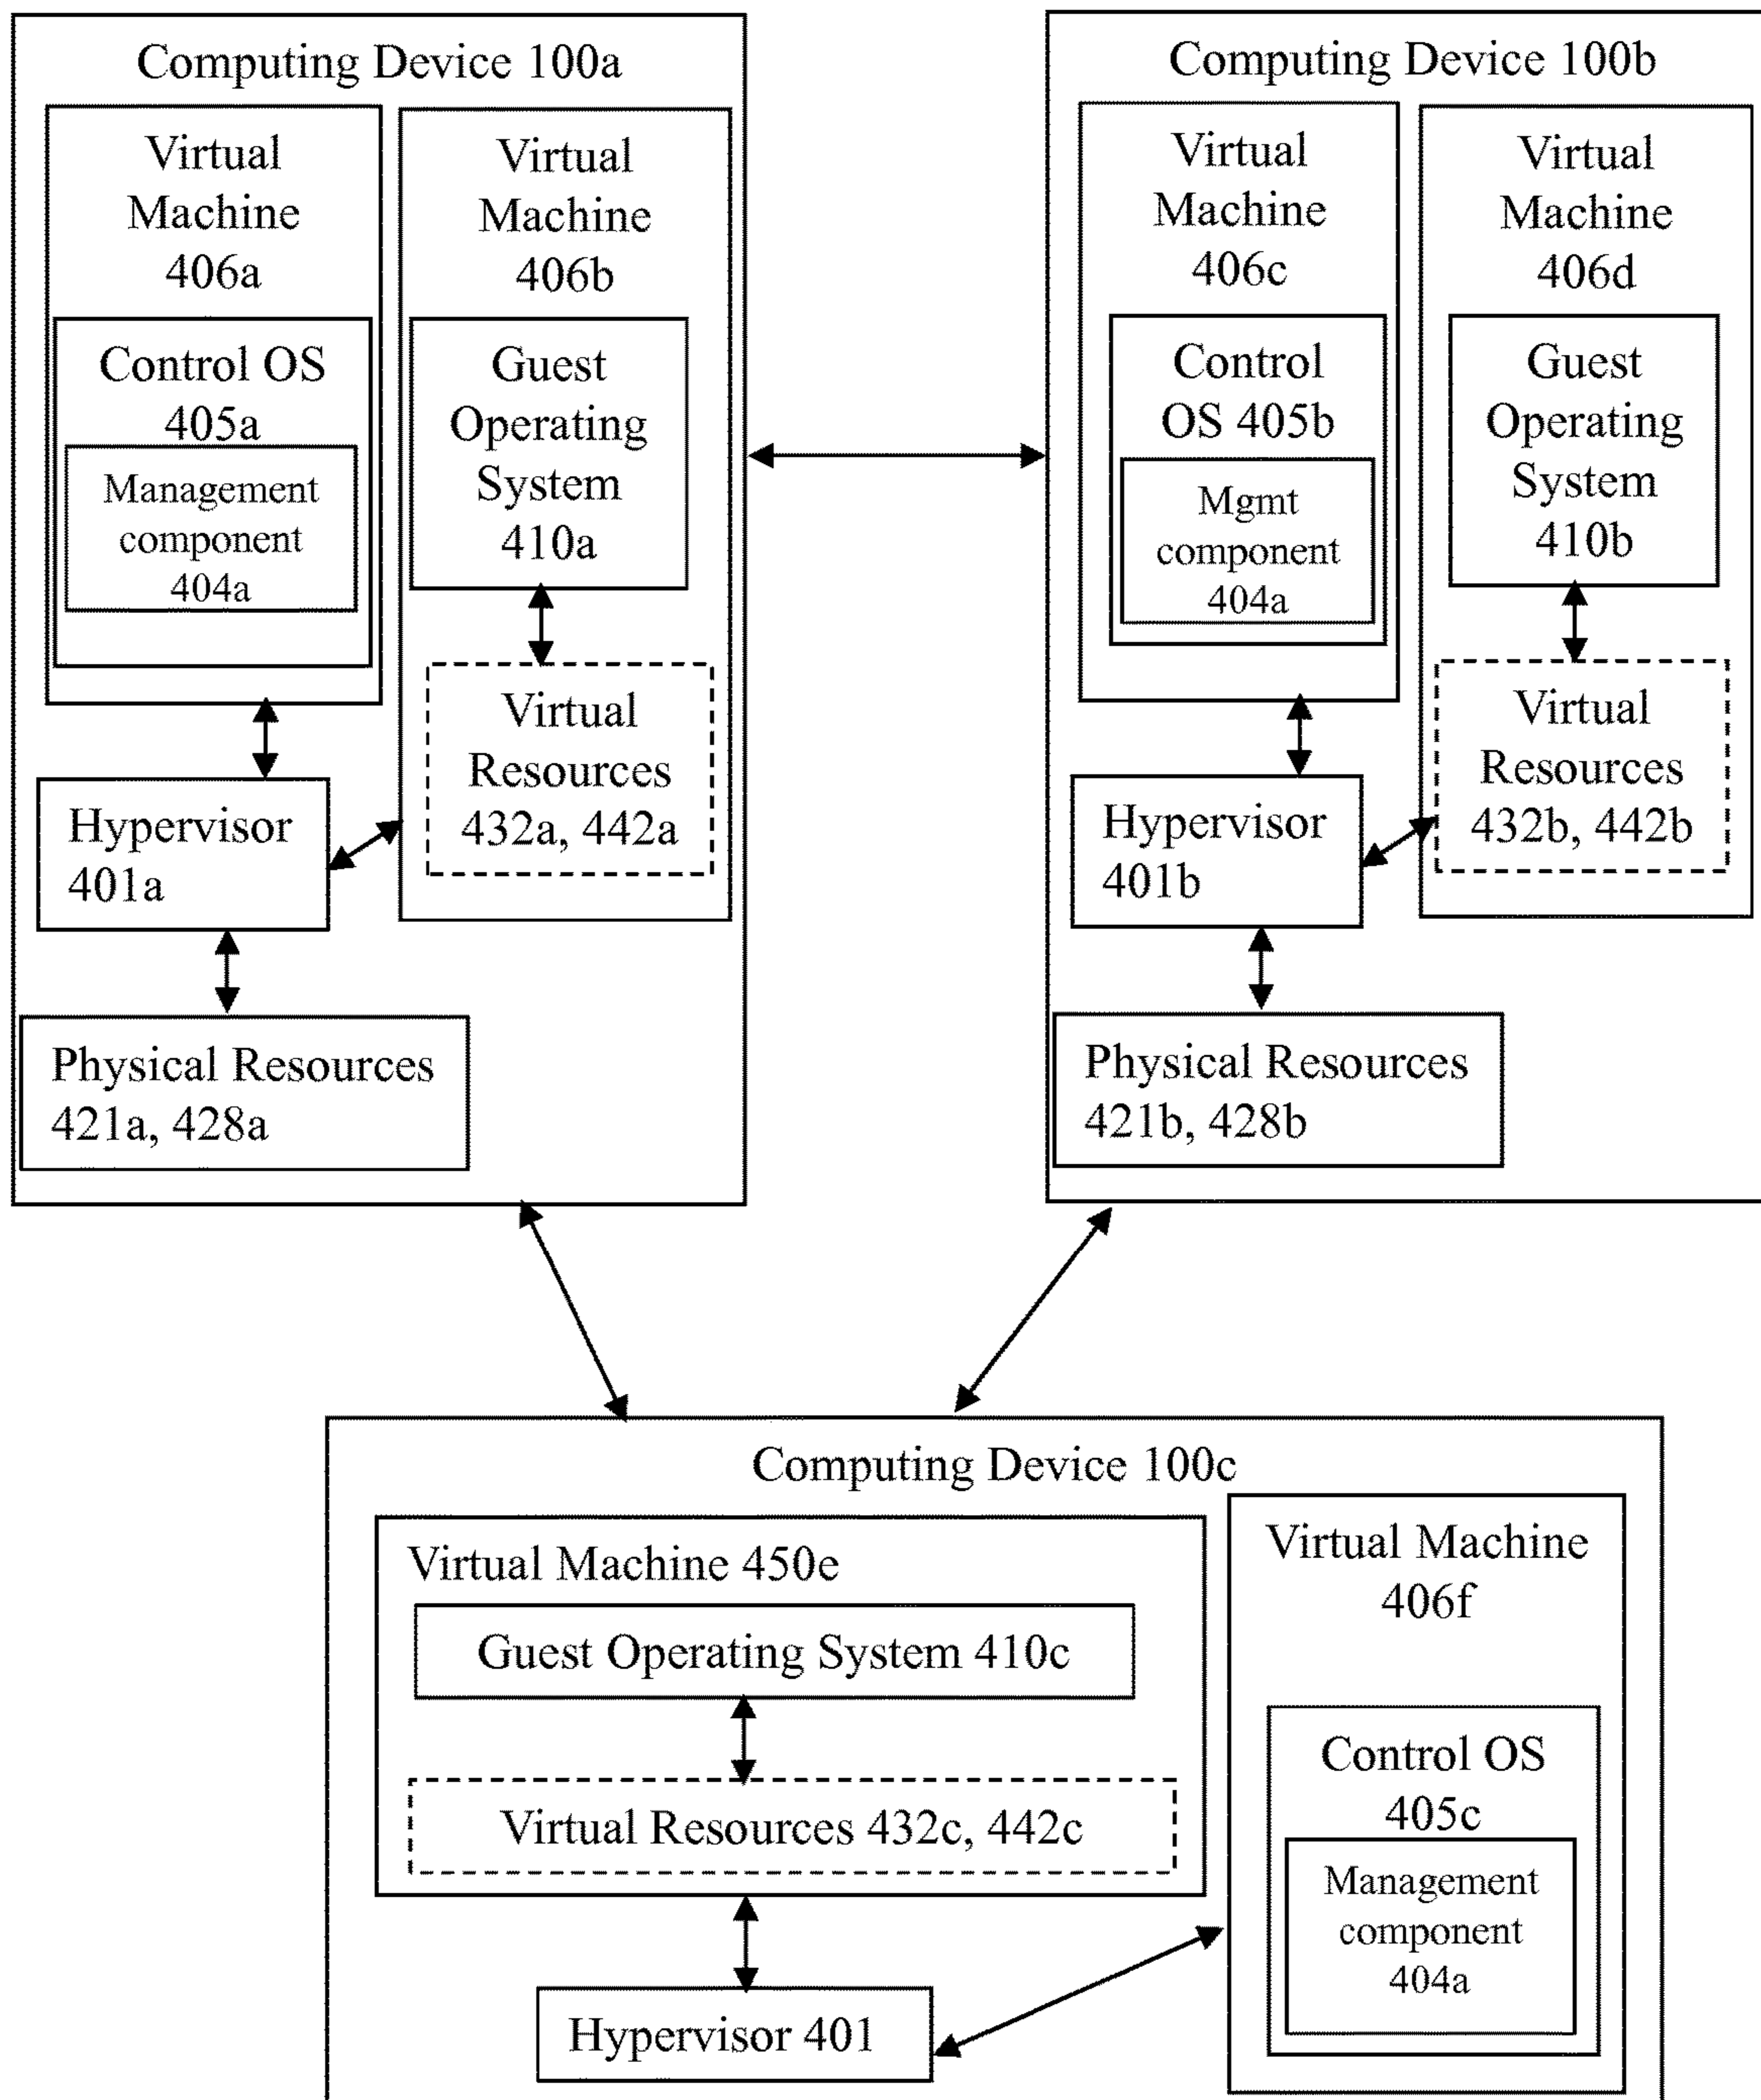 Computing Device 100a
Virtual
Machine
406a
Control OS
405a
Management
component
404a
Virtual
Machine
406b
Guest
Operating
System
410a
Virtual
Resources
432a, 442a
Hypervisor
401a
Physical Resources
421a, 428a
Computing Device 100b
Virtual
Machine
406c
Control
OS 405b
Mgmt
component
404a
Virtual
Machine
406d
Guest
Operating
System
410b
Virtual
Resources
432b, 442b
Hypervisor
401b
Physical Resources
421b, 428b
Computing Device 100c
Virtual Machine 450e
Guest Operating System 410c
Virtual Resources 432c, 442c
Hypervisor 401
Virtual Machine
406f
Control OS
405c
Management
component
404a